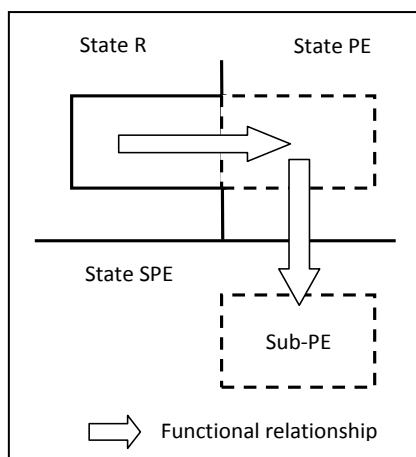 State R
State PE
State SPE
Sub-PE
Functional relationship